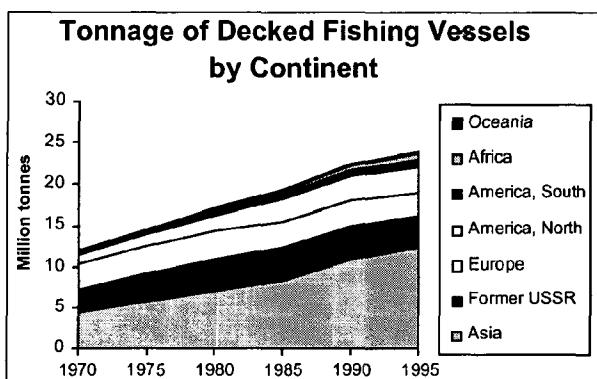 Tonnage of Decked Fishing Vessels
by Continent
Million tonnes
30
25
20
15
10
5
0
1970 1975 1980 1985 1990 1995
Oceania
Africa
America, South
America, North
Europe
Former USSR
Asia